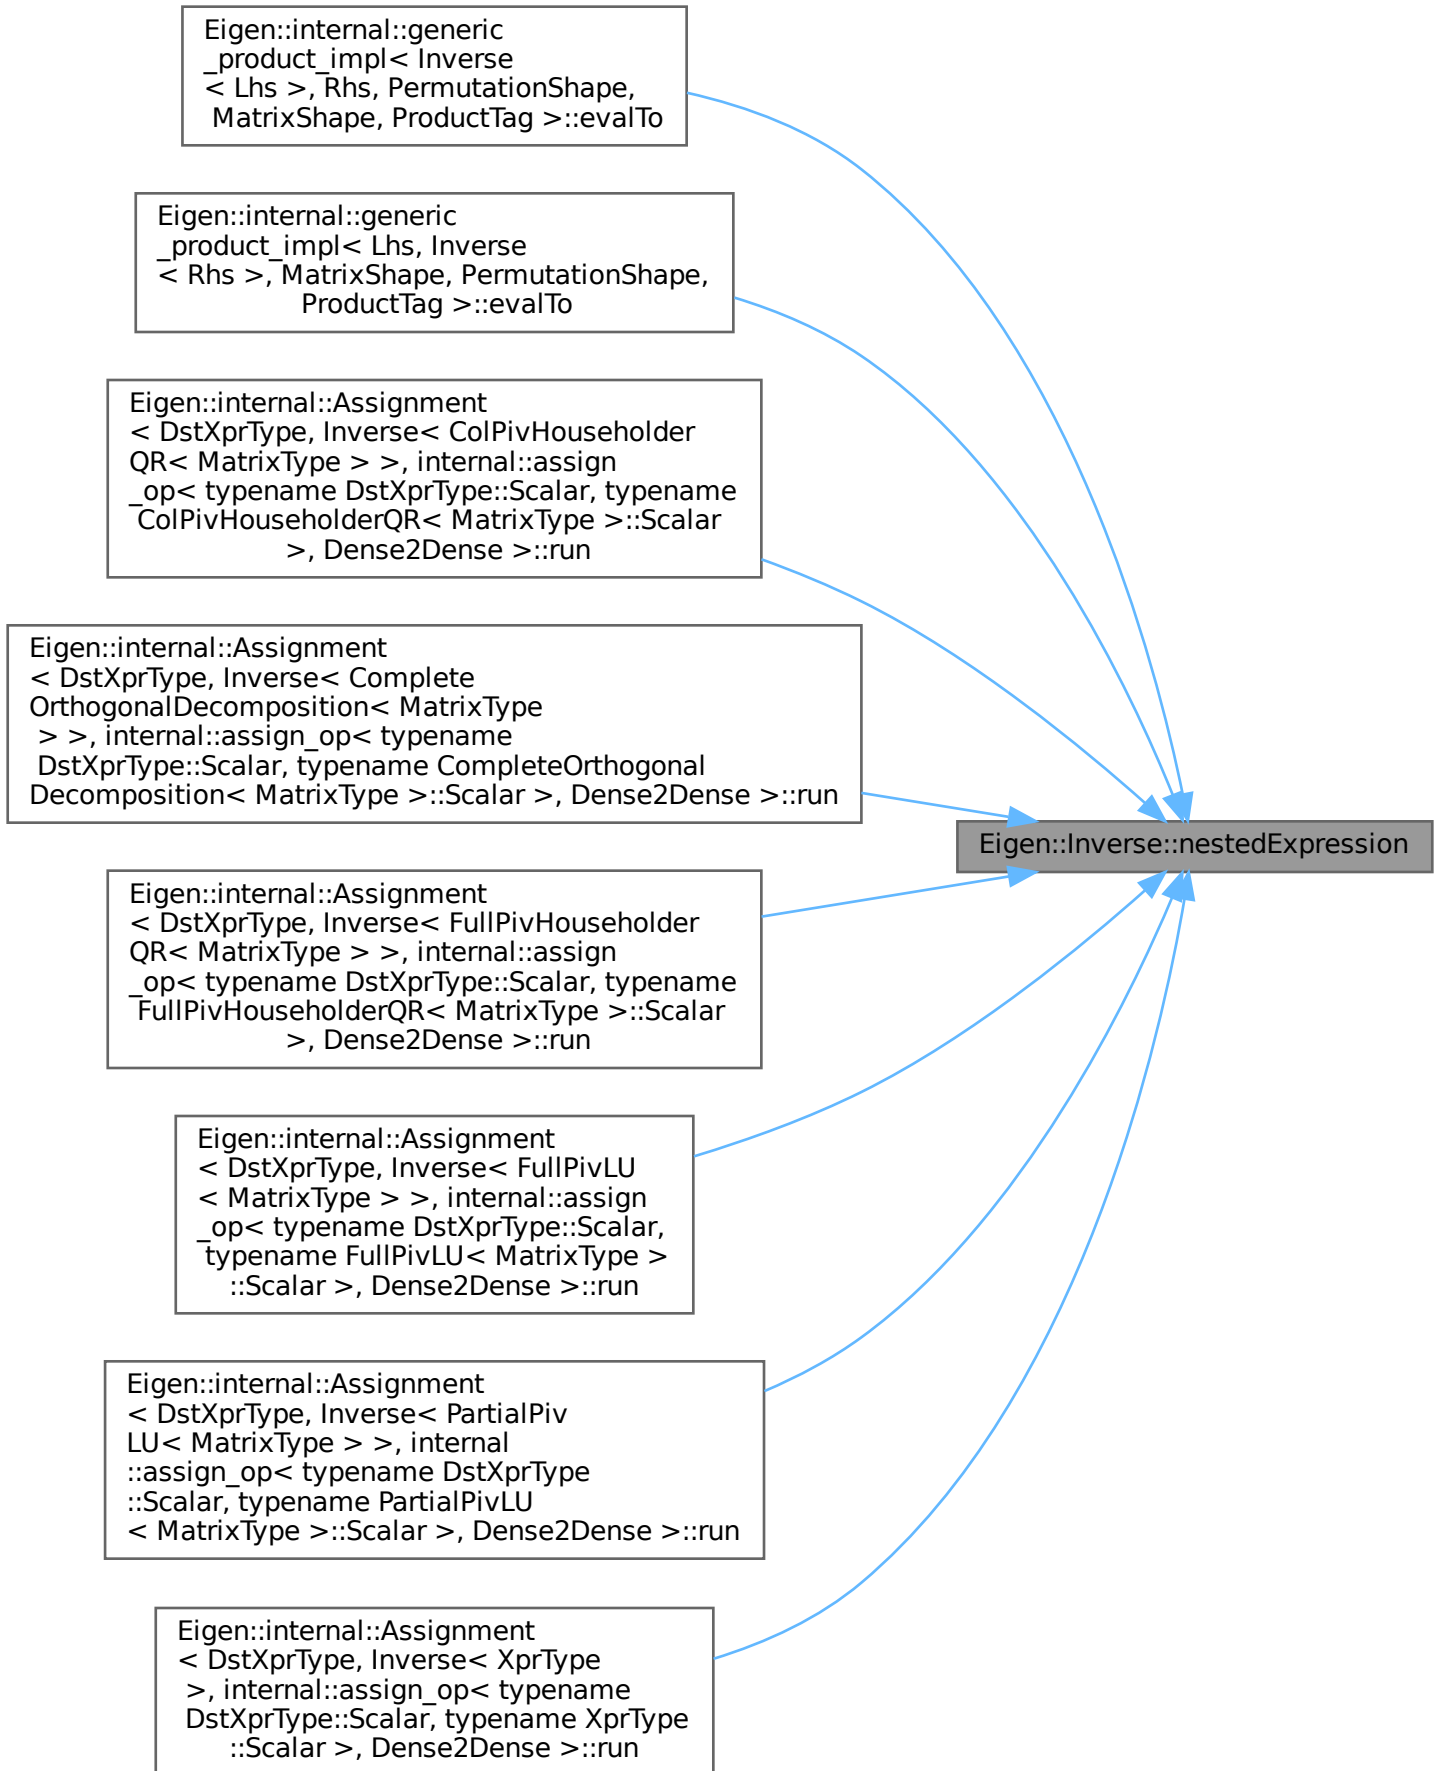 Eigen::internal::generic
_product_impl< Inverse
< Lhs >, Rhs, PermutationShape,
MatrixShape, ProductTag >::evalTo
Eigen::internal::generic
_product_impl< Lhs, Inverse
< Rhs >, MatrixShape, PermutationShape,
ProductTag >::evalTo
Eigen::internal::Assignment
< DstXprType, Inverse< ColPivHouseholder
QR< MatrixType > >, internal::assign
_op< typename DstXprType::Scalar, typename
ColPivHouseholderQR< MatrixType >::Scalar
>, Dense2Dense >::run
Eigen::internal::Assignment
< DstXprType, Inverse< Complete
OrthogonalDecomposition< MatrixType
> >, internal::assign_op< typename
DstXprType::Scalar, typename CompleteOrthogonal
Decomposition< MatrixType >::Scalar >, Dense2Dense >::run
Eigen::Inverse::nestedExpression
Eigen::internal::Assignment
< DstXprType, Inverse< FullPivHouseholder
QR< MatrixType > >, internal::assign
_op< typename DstXprType::Scalar, typename
FullPivHouseholderQR< MatrixType >::Scalar
>, Dense2Dense >::run
Eigen::internal::Assignment
< DstXprType, Inverse< FullPivLU
< MatrixType > >, internal::assign
_op< typename DstXprType::Scalar,
typename FullPivLU< MatrixType >
::Scalar >, Dense2Dense >::run
Eigen::internal::Assignment
< DstXprType, Inverse< PartialPiv
LU< MatrixType > >, internal
::assign_op< typename DstXprType
::Scalar, typename PartialPivLU
< MatrixType >::Scalar >, Dense2Dense >::run
Eigen::internal::Assignment
< DstXprType, Inverse< XprType
>, internal::assign_op< typename
DstXprType::Scalar, typename XprType
::Scalar >, Dense2Dense >::run